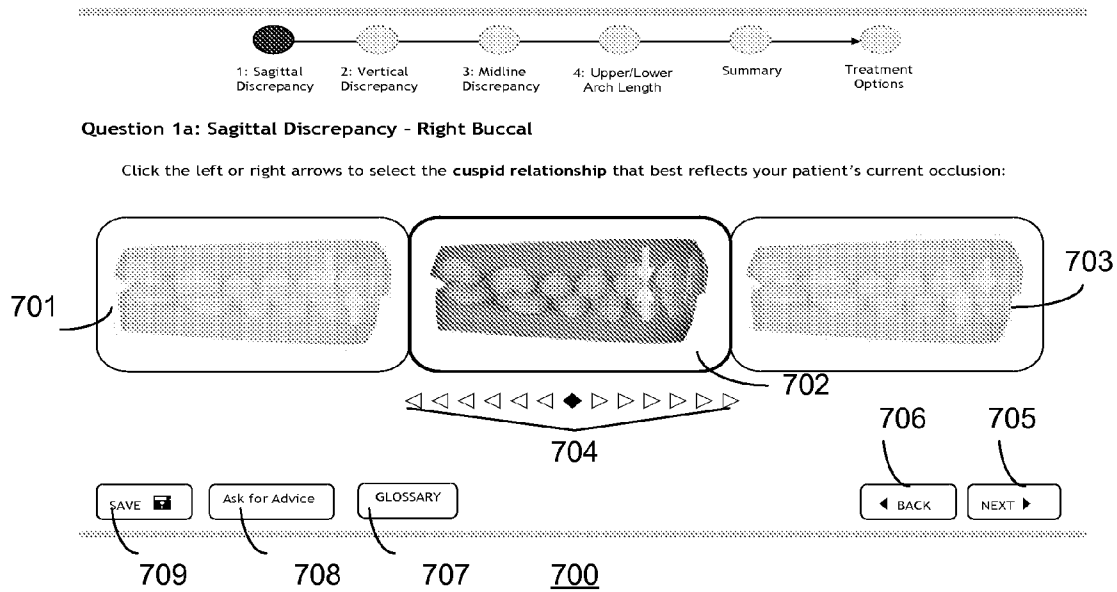 1: Sagittal Discrepancy
2: Vertical Discrepancy
3: Midline Discrepancy
4: Upper/Lower Arch Length
Summary
Treatment Options
Question 1a: Sagittal Discrepancy - Right Buccal
Click the left or right arrows to select the cuspid relationship that best reflects your patient's current occlusion:
701
703
702
704
706
705
SAVE
Ask for Advice
GLOSSARY
BACK
NEXT
709
708
707
700